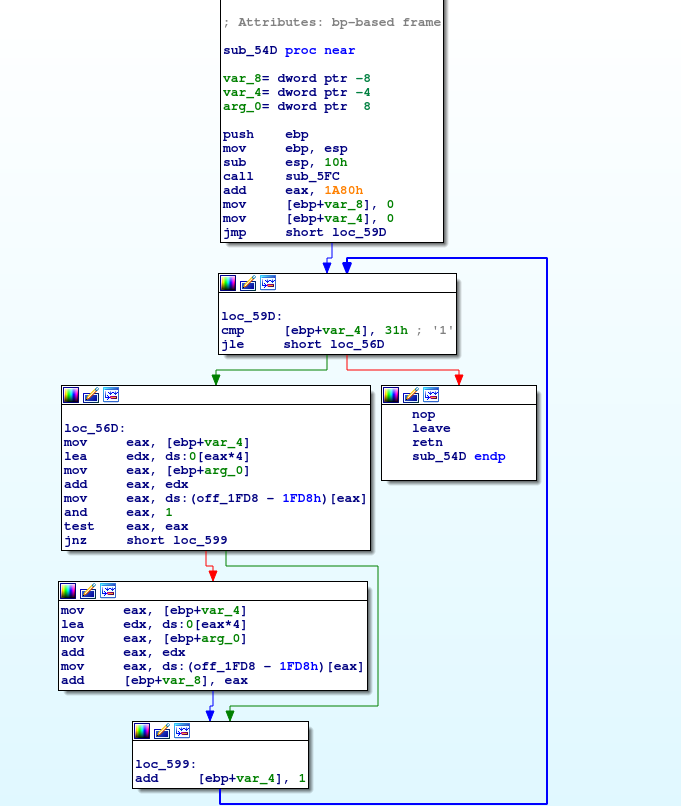 ; Attributes: bp-based frame
sub_54D proc near
var_8= dword ptr -8
var_4= dword ptr -4
arg_0= dword ptr  8
push    ebp
mov     ebp, esp
sub     esp, 10h
call    sub_5FC
add     eax, 1A80h
mov     [ebp+var_8], 0
mov     [ebp+var_4], 0
jmp     short loc_59D
loc_59D:
cmp     [ebp+var_4], 31h ; '1'
jle     short loc_56D
loc_56D:
mov     eax, [ebp+var_4]
lea     edx, ds:0[eax*4]
mov     eax, [ebp+arg_0]
add     eax, edx
mov     eax, ds:(off_1FD8 - 1FD8h)[eax]
and     eax, 1
test    eax, eax
jnz     short loc_599
nop
leave
retn
sub_54D endp
mov     eax, [ebp+var_4]
lea     edx, ds:0[eax*4]
mov     eax, [ebp+arg_0]
add     eax, edx
mov     eax, ds:(off_1FD8 - 1FD8h)[eax]
add     [ebp+var_8], eax
loc_599:
add     [ebp+var_4], 1